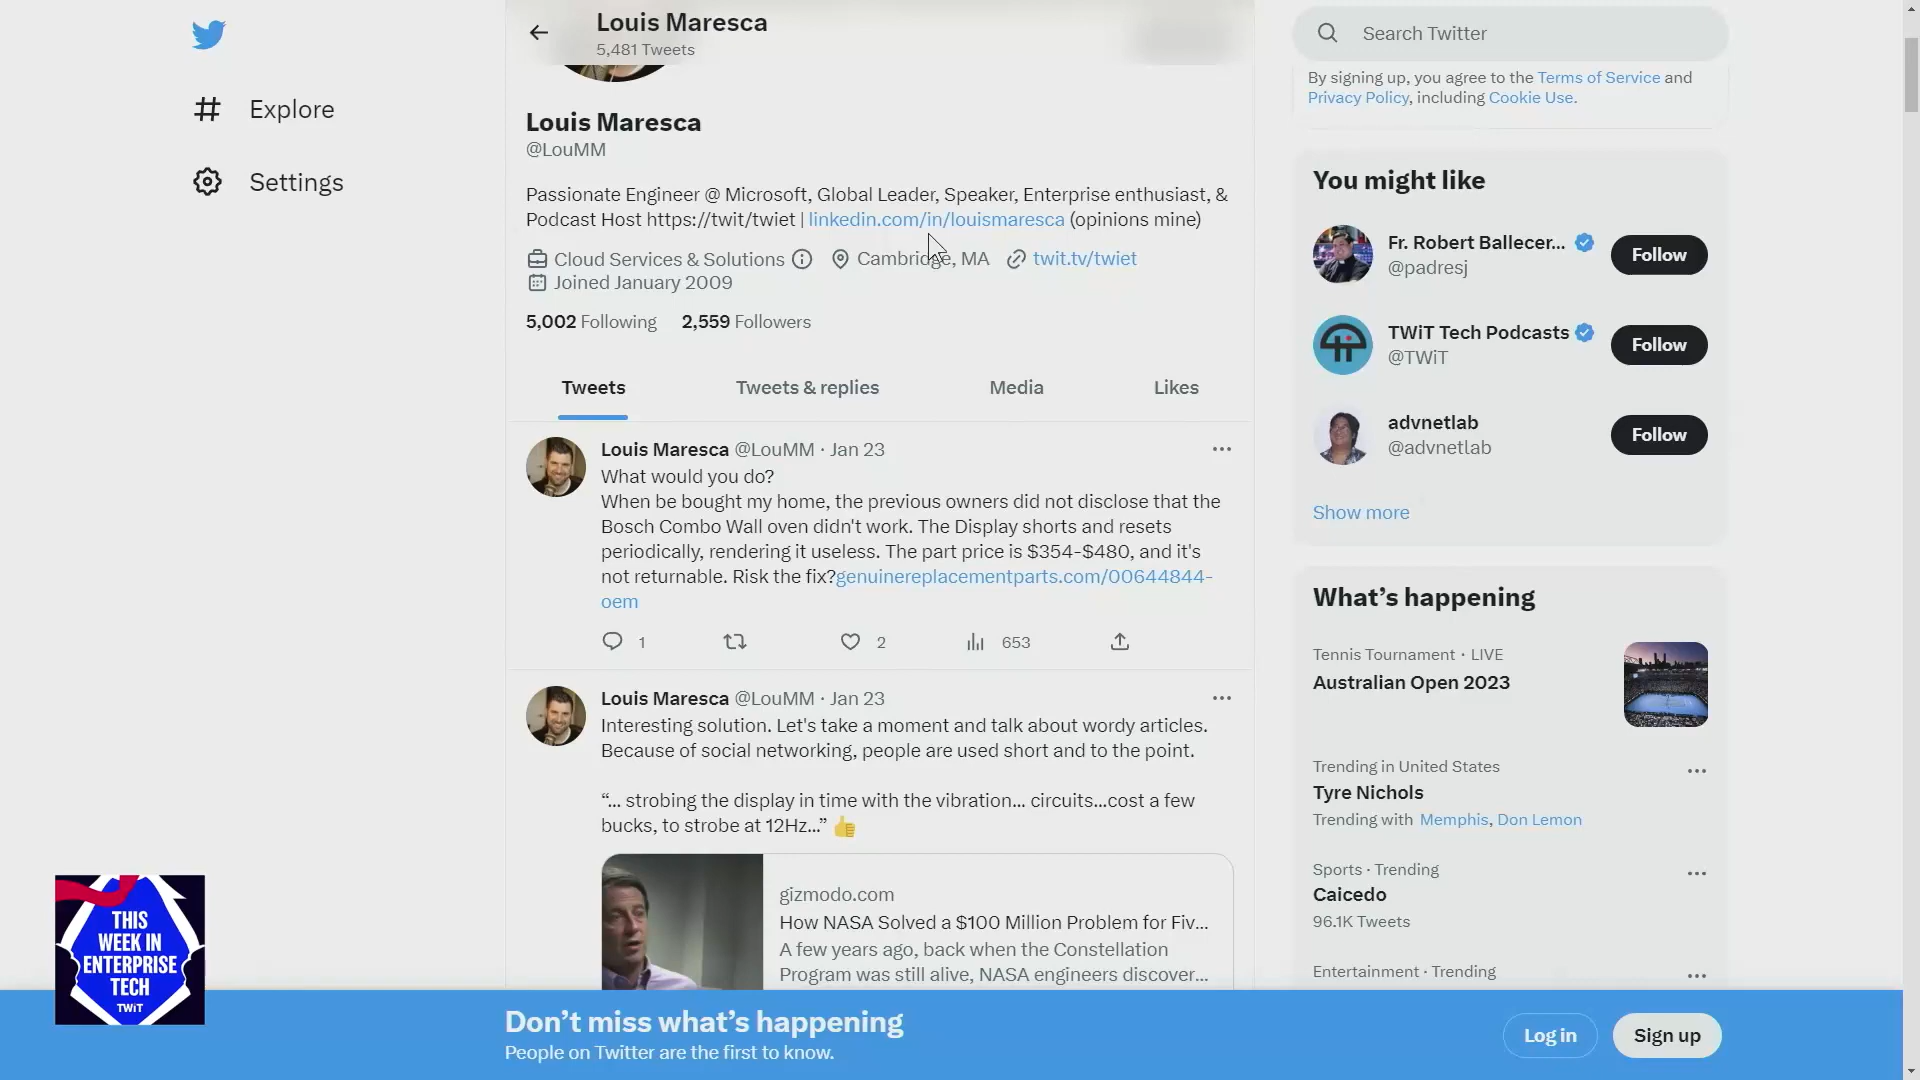 Louis Maresca
5,481 Tweets
Explore
Settings
Louis Maresca
@LouMM
Passionate Engineer @ Microsoft, Global Leader, Speaker, Enterprise enthusiast, &
Podcast Host https://twit/twiet | linkedin.com/in/louismaresca (opinions mine)
Cloud Services & Solutions
Cambridge, MA
twit.tv/twiet
Joined January 2009
5,002 Following 2,559 Followers
Tweets
Tweets & replies
Media
Likes
Louis Maresca @LouMM · Jan 23
What would you do?
When be bought my home, the previous owners did not disclose that the
Bosch Combo Wall oven didn't work. The Display shorts and resets
periodically, rendering it useless. The part price is $354-$480, and it's
not returnable. Risk the fix?genuinereplacementparts.com/00644844-
oem
1
2
653
Louis Maresca @LouMM · Jan 23
Interesting solution. Let's take a moment and talk about wordy articles.
Because of social networking, people are used short and to the point.
“... strobing the display in time with the vibration... circuits...cost a few
bucks, to strobe at 12Hz...” 👍
gizmodo.com
How NASA Solved a $100 Million Problem for Fiv...
A few years ago, back when the Constellation
Program was still alive, NASA engineers discover...
Search Twitter
By signing up, you agree to the Terms of Service and
Privacy Policy, including Cookie Use.
You might like
Fr. Robert Ballecer...
@padresj
Follow
TWiT Tech Podcasts
@TWiT
Follow
advnetlab
@advnetlab
Follow
Show more
What’s happening
Tennis Tournament · LIVE
Australian Open 2023
Trending in United States
Tyre Nichols
Trending with Memphis, Don Lemon
Sports · Trending
Caicedo
96.1K Tweets
Entertainment · Trending
THIS
WEEK IN
ENTERPRISE
TECH
TWiT
Don’t miss what’s happening
People on Twitter are the first to know.
Log in
Sign up